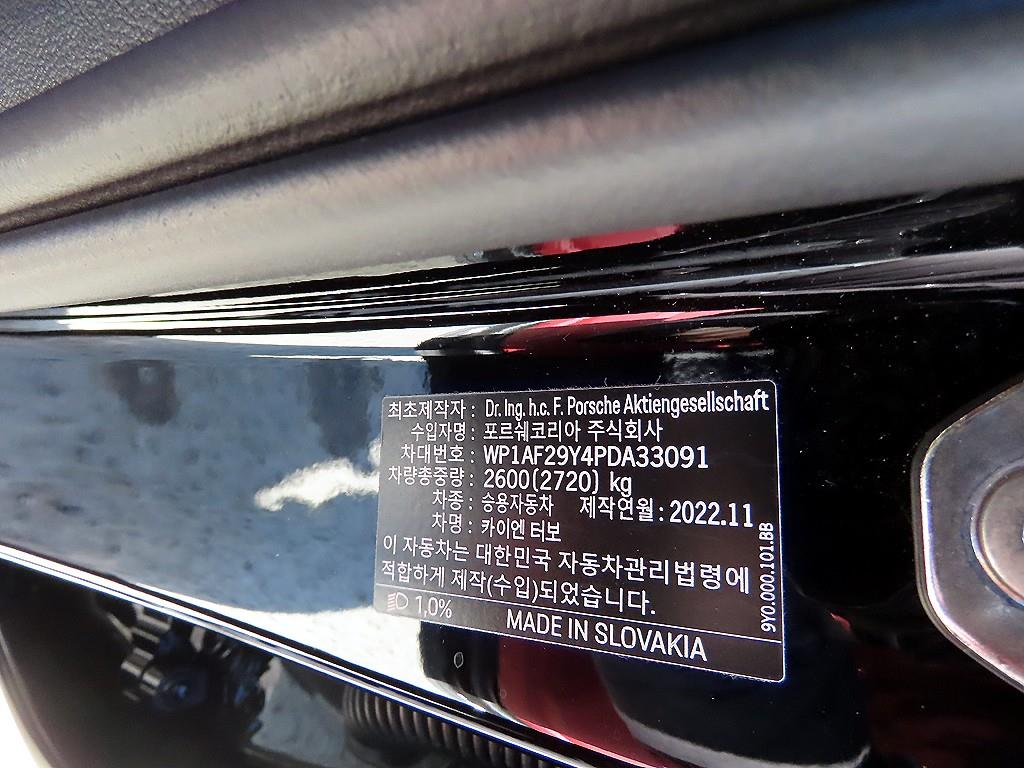 최초제작자 : Dr. Ing. h.c. F. Porsche Aktiengesellschaft
수입자명 : 포르쉐코리아 주식회사
차대번호 : WP1AF29Y4PDA33091
차량총중량 : 2600(2720) kg
차종 : 승용자동차 제작연월 : 2022.11
차명 : 카이엔 터보
이 자동차는 대한민국 자동차관리법령에
적합하게 제작(수입)되었습니다.
1.0% MADE IN SLOVAKIA
9Y0.000.101.BB